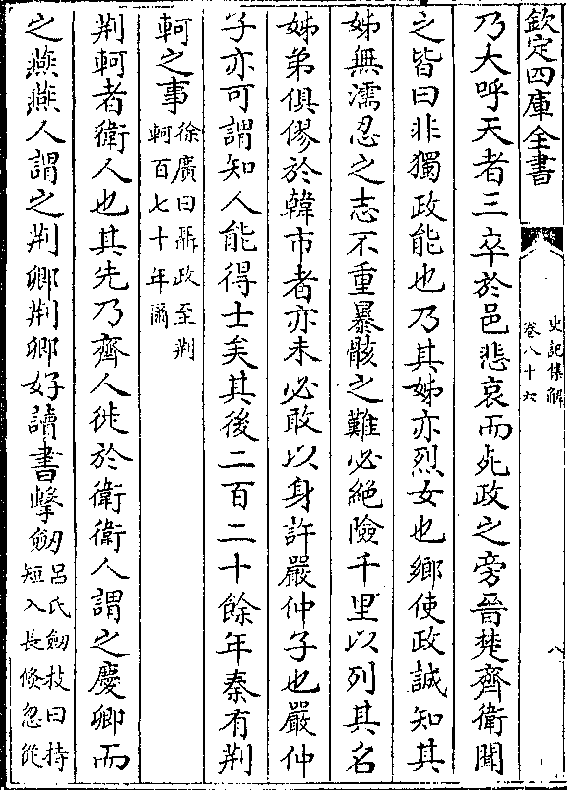 欽定四庫全書
史記集解
卷八十六
八
乃大呼天者三卒於邑悲哀而死政之旁晉楚齊衛聞
之皆曰非獨政能也乃其姊亦烈女也鄉使政誠知其
姊無濡忍之志不重暴骸之難必絶險千里以列其名
姊弟俱僇於韓市者亦未必敢以身許嚴仲子也嚴仲
子亦可謂知人能得士矣其後二百二十餘年秦有荆
軻之事徐廣曰聶政至荆軻百七十年爾
荆軻者衛人也其先乃齊人徙於衛衛人謂之慶卿而
之燕燕人謂之荆卿荆卿好讀書擊劒吕氏劒技曰持短入長倐忽從